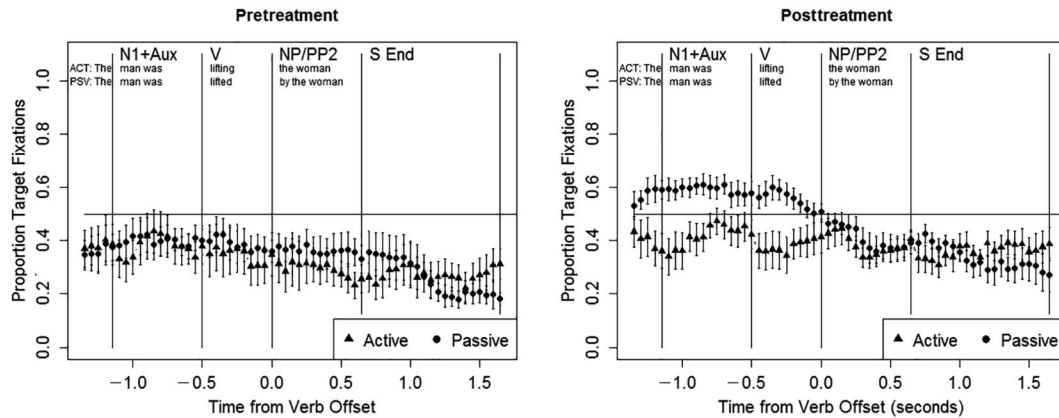 Pretreatment
N1+Aux V NP/PP2 S End
ACT: The man was lifting the woman
PSV: The man was lifted by the woman
Proportion Target Fixations
1.0
0.8
0.6
0.4
0.2
0.0
▲ Active ● Passive
−1.0 −0.5 0.0 0.5 1.0 1.5
Time from Verb Offset
Posttreatment
N1+Aux V NP/PP2 S End
ACT: The man was lifting the woman
PSV: The man was lifted by the woman
Proportion Target Fixations
1.0
0.8
0.6
0.4
0.2
0.0
▲ Active ● Passive
−1.0 −0.5 0.0 0.5 1.0 1.5
Time from Verb Offset (seconds)